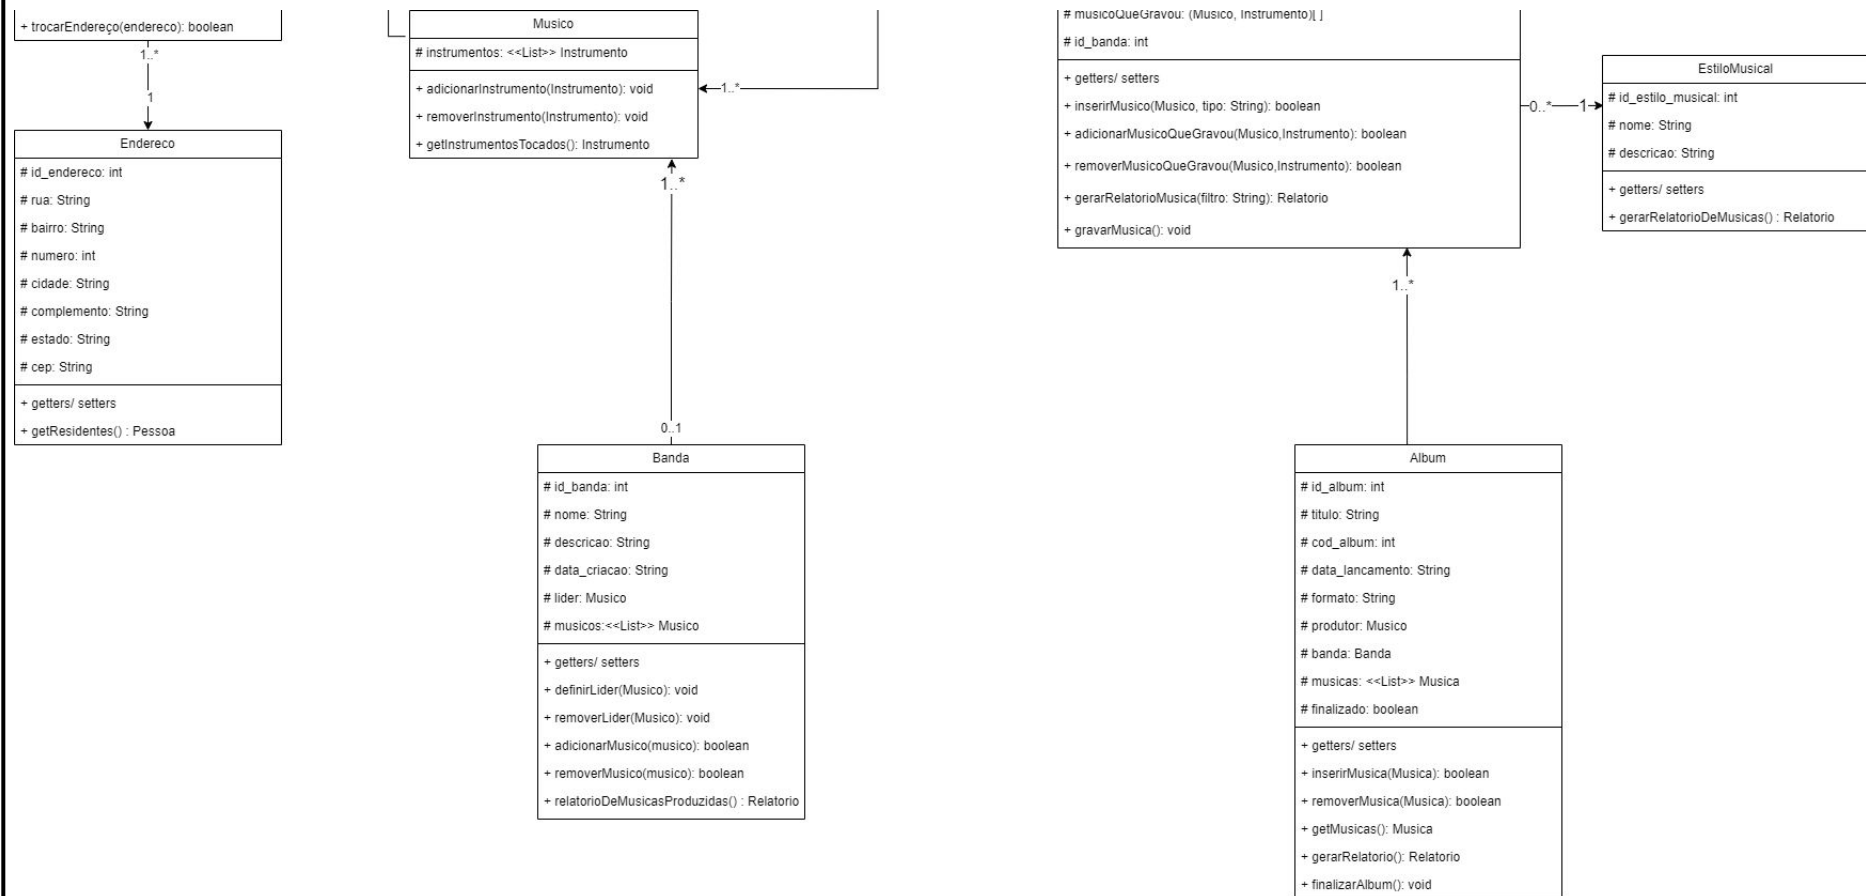 + trocarEndereço(endereco): boolean
1..*
1
Endereco
# id_endereco: int
# rua: String
# bairro: String
# numero: int
# cidade: String
# complemento: String
# estado: String
# cep: String
+ getters/ setters
+ getResidentes() : Pessoa
Musico
# instrumentos: <<List>> Instrumento
+ adicionarInstrumento(Instrumento): void
+ removerInstrumento(Instrumento): void
+ getInstrumentosTocados(): Instrumento
1..*
1..*
0..1
Banda
# id_banda: int
# nome: String
# descricao: String
# data_criacao: String
# lider: Musico
# musicos:<<List>> Musico
+ getters/ setters
+ definirLider(Musico): void
+ removerLider(Musico): void
+ adicionarMusico(musico): boolean
+ removerMusico(musico): boolean
+ relatorioDeMusicasProduzidas() : Relatorio
# musicoQueGravou: (Musico, Instrumento)[ ]
# id_banda: int
+ getters/ setters
+ inserirMusico(Musico, tipo: String): boolean
+ adicionarMusicoQueGravou(Musico,Instrumento): boolean
+ removerMusicoQueGravou(Musico,Instrumento): boolean
+ gerarRelatorioMusica(filtro: String): Relatorio
+ gravarMusica(): void
0..*
1
EstiloMusical
# id_estilo_musical: int
# nome: String
# descricao: String
+ getters/ setters
+ gerarRelatorioDeMusicas() : Relatorio
1..*
Album
# id_album: int
# titulo: String
# cod_album: int
# data_lancamento: String
# formato: String
# produtor: Musico
# banda: Banda
# musicas: <<List>> Musica
# finalizado: boolean
+ getters/ setters
+ inserirMusica(Musica): boolean
+ removerMusica(Musica): boolean
+ getMusicas(): Musica
+ gerarRelatorio(): Relatorio
+ finalizarAlbum(): void